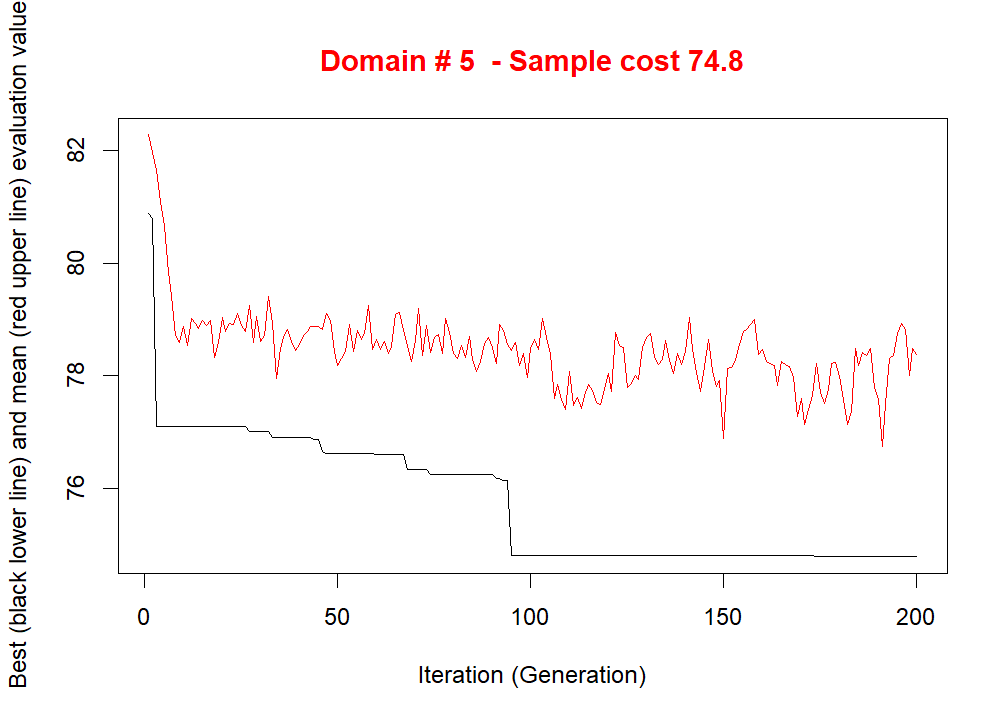 Domain # 5  - Sample cost 74.8
Best (black lower line) and mean (red upper line) evaluation value
82
80
78
76
0 50 100 150 200
Iteration (Generation)